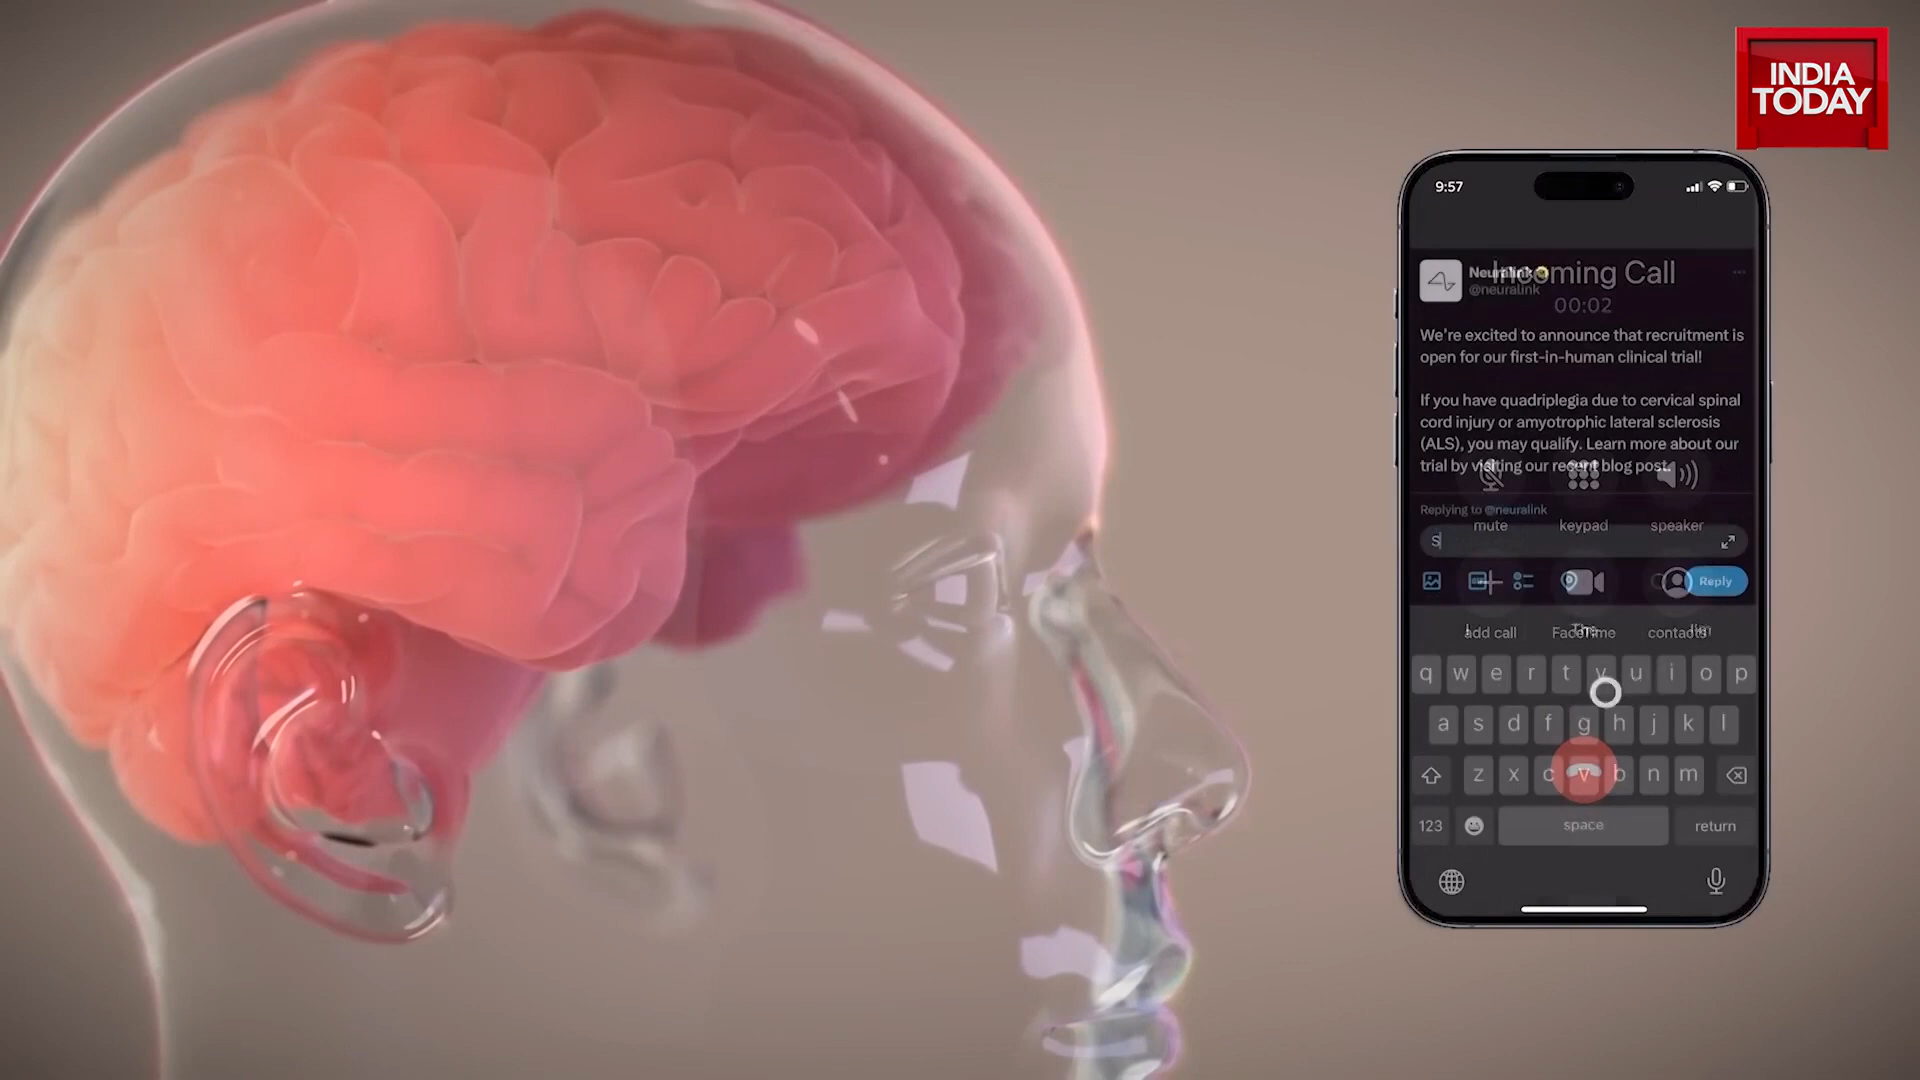 INDIA
TODAY
9:57
Neuralink
Incoming Call
@neuralink
00:02
We're excited to announce that recruitment is
open for our first-in-human clinical trial!
If you have quadriplegia due to cervical spinal
cord injury or amyotrophic lateral sclerosis
(ALS), you may qualify. Learn more about our
trial by visiting our recent blog post.
Replying to @neuralink
mute keypad speaker
S
Reply
add call FaceTime contacts
I The I'm
q w e r t y u i o p
a s d f g h j k l
z x c v b n m
123 space return